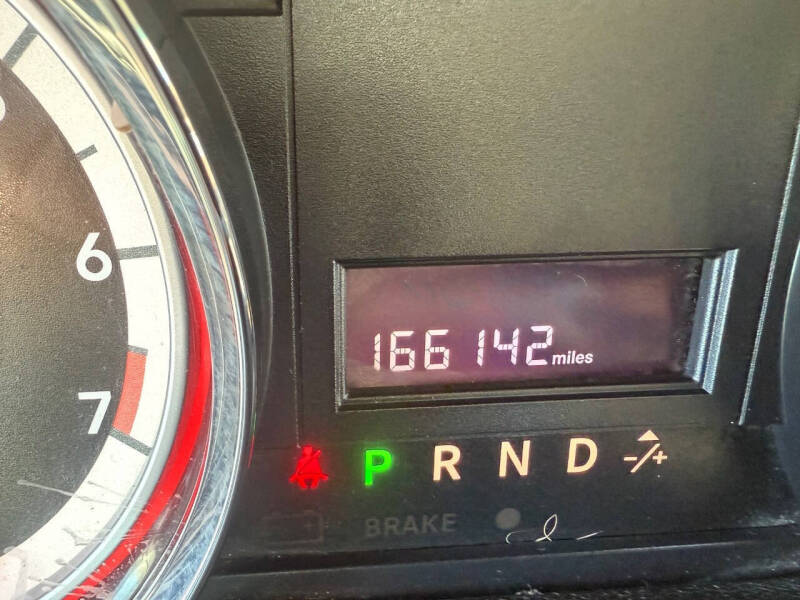 6
7
166142 miles
P R N D -/+
BRAKE